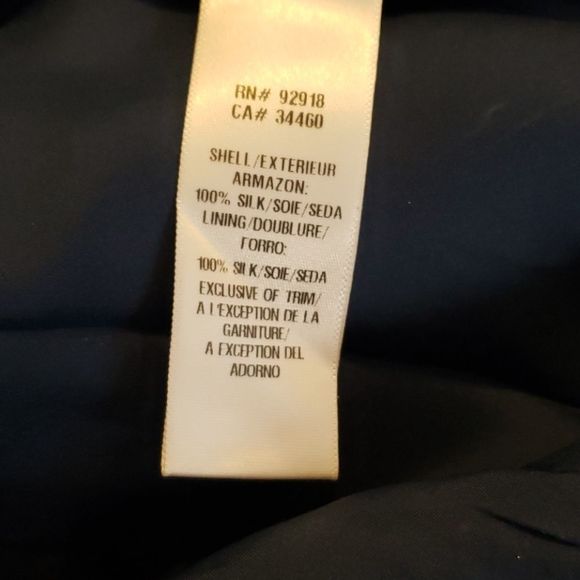 RN# 92918
CA# 34460
SHELL/EXTERIEUR
ARMAZON:
100% SILK/SOIE/SEDA
LINING/DOUBLURE/
FORRO:
100% SILK/SOIE/SEDA
EXCLUSIVE OF TRIM/
A L'EXCEPTION DE LA
GARNITURE/
A EXCEPTION DEL
ADORNO